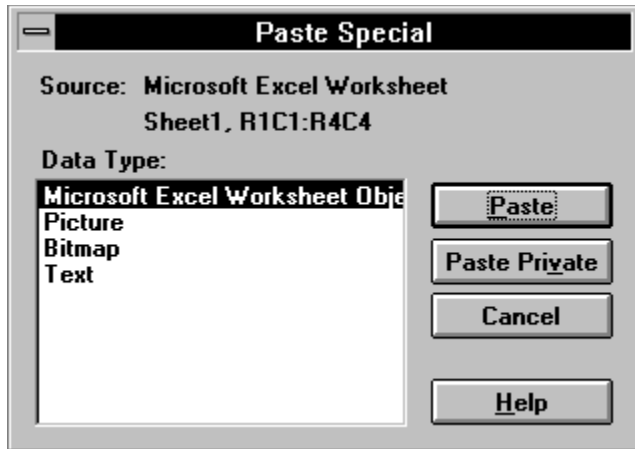 Paste Special
Source: Microsoft Excel Worksheet
Sheet1, R1C1:R4C4
Data Type:
Microsoft Excel Worksheet Obje
Picture
Bitmap
Text
Paste
Paste Private
Cancel
Help